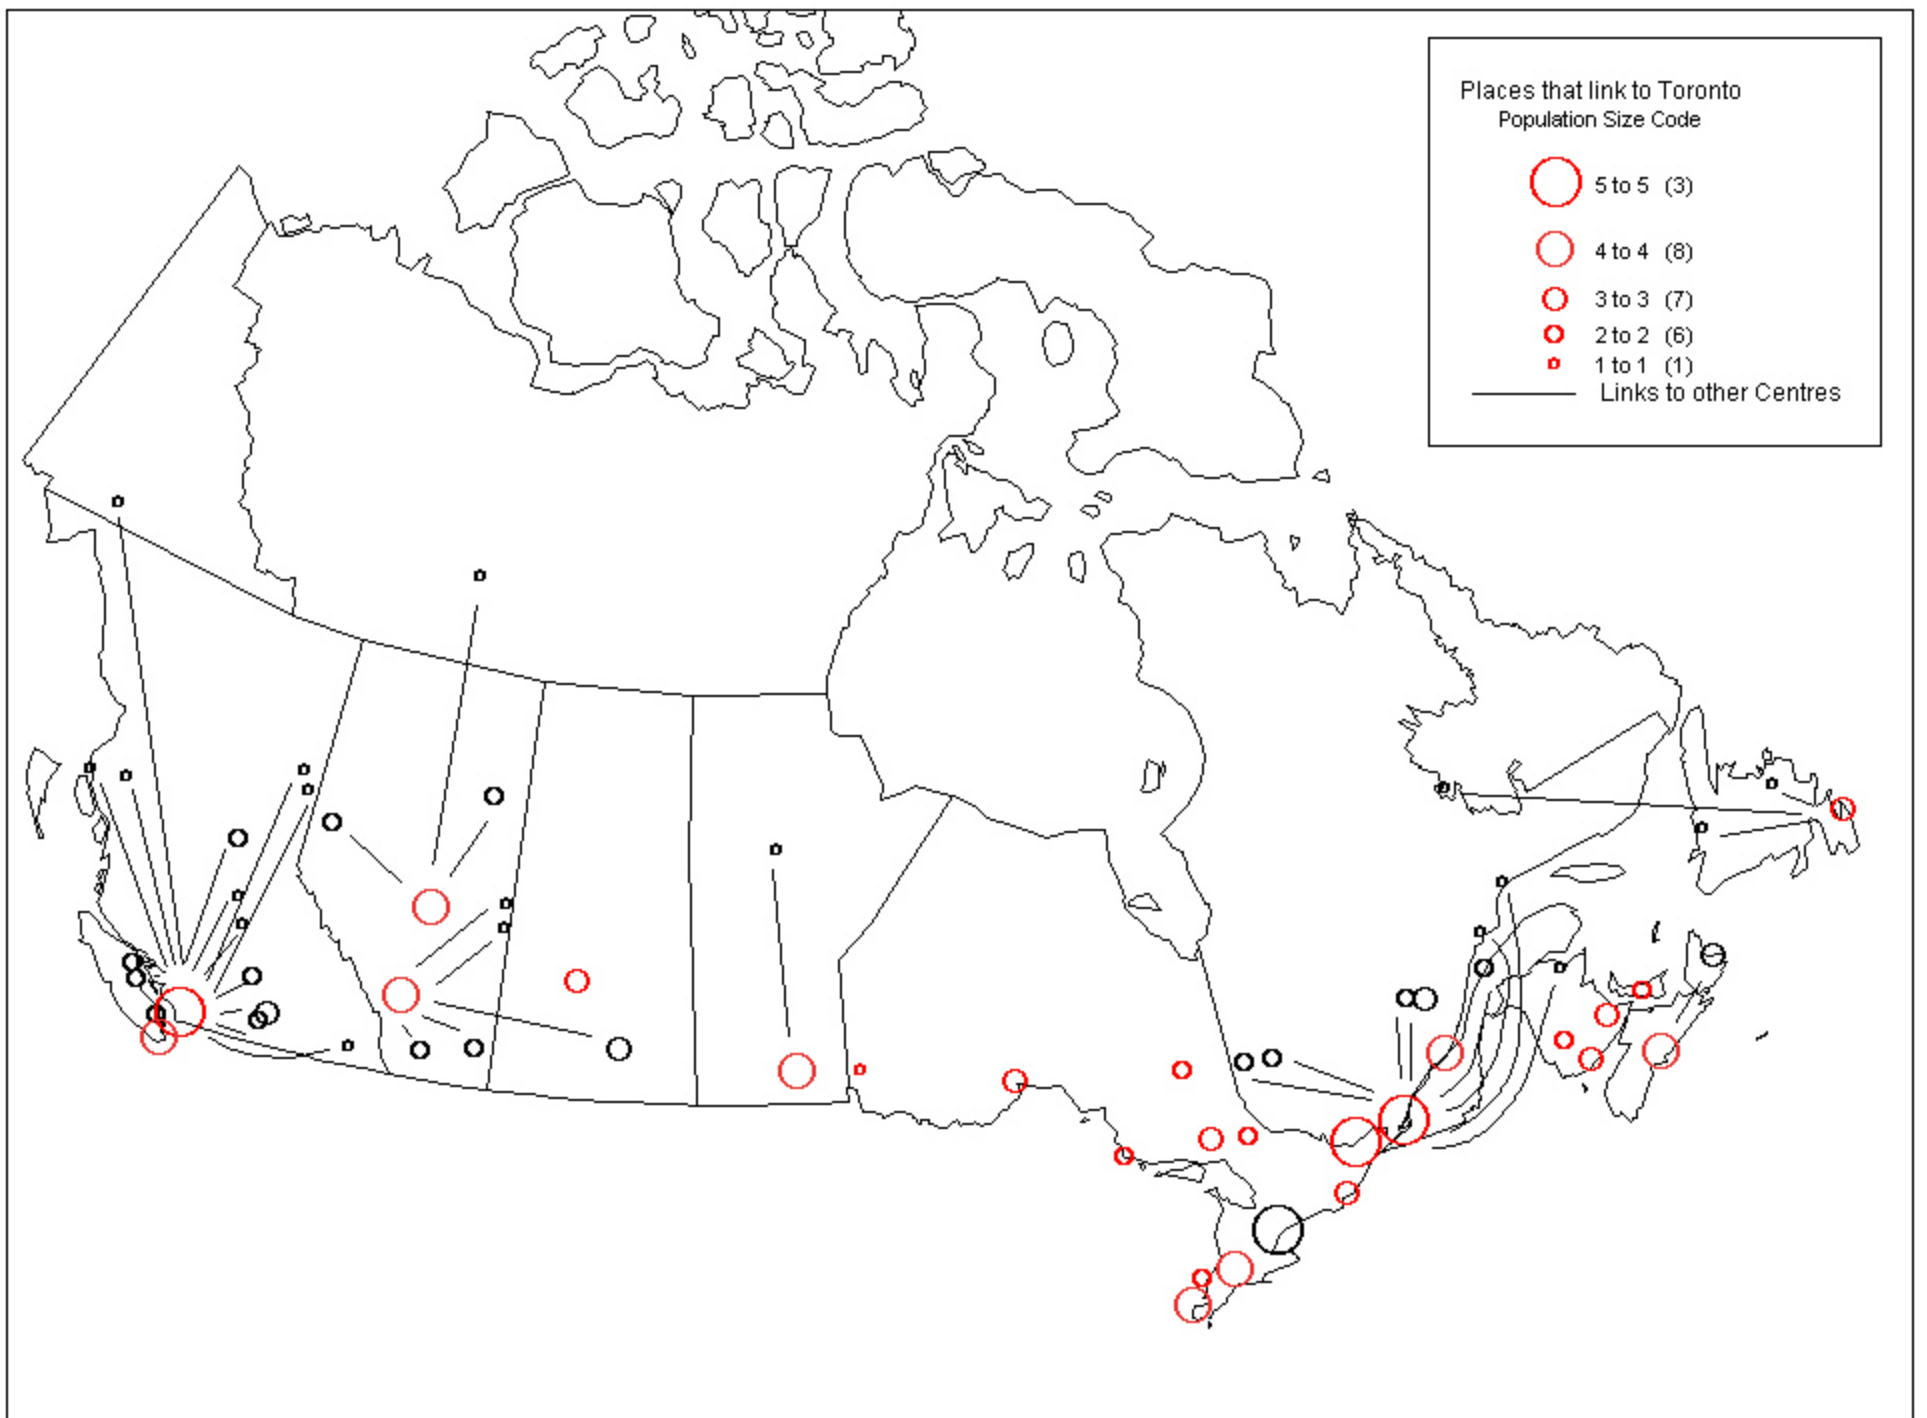 Places that link to Toronto
Population Size Code
5 to 5 (3)
4 to 4 (8)
3 to 3 (7)
2 to 2 (6)
1 to 1 (1)
Links to other Centres